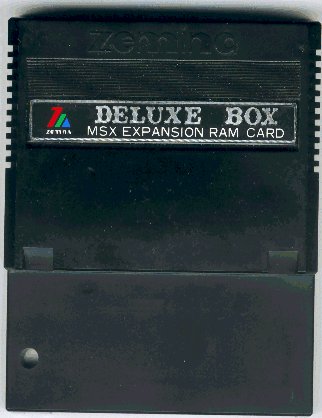 zemina
DELUXE BOX
ZEMINA
MSX EXPANSION RAM CARD